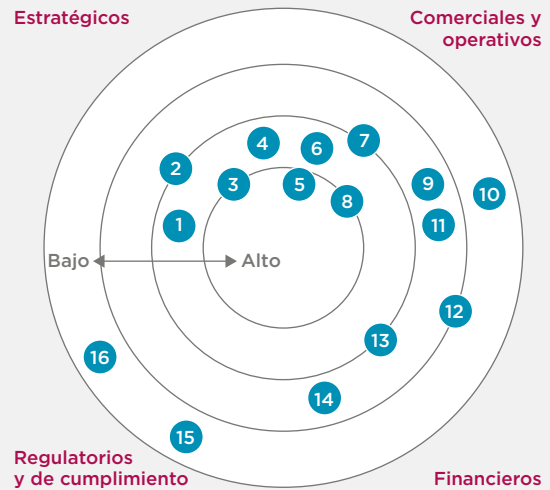 Estratégicos
Comerciales y
operativos
4
6
7
2
3
5
9
8
10
1
11
Bajo
Alto
12
13
16
14
15
Regulatorios
y de cumplimiento
Financieros